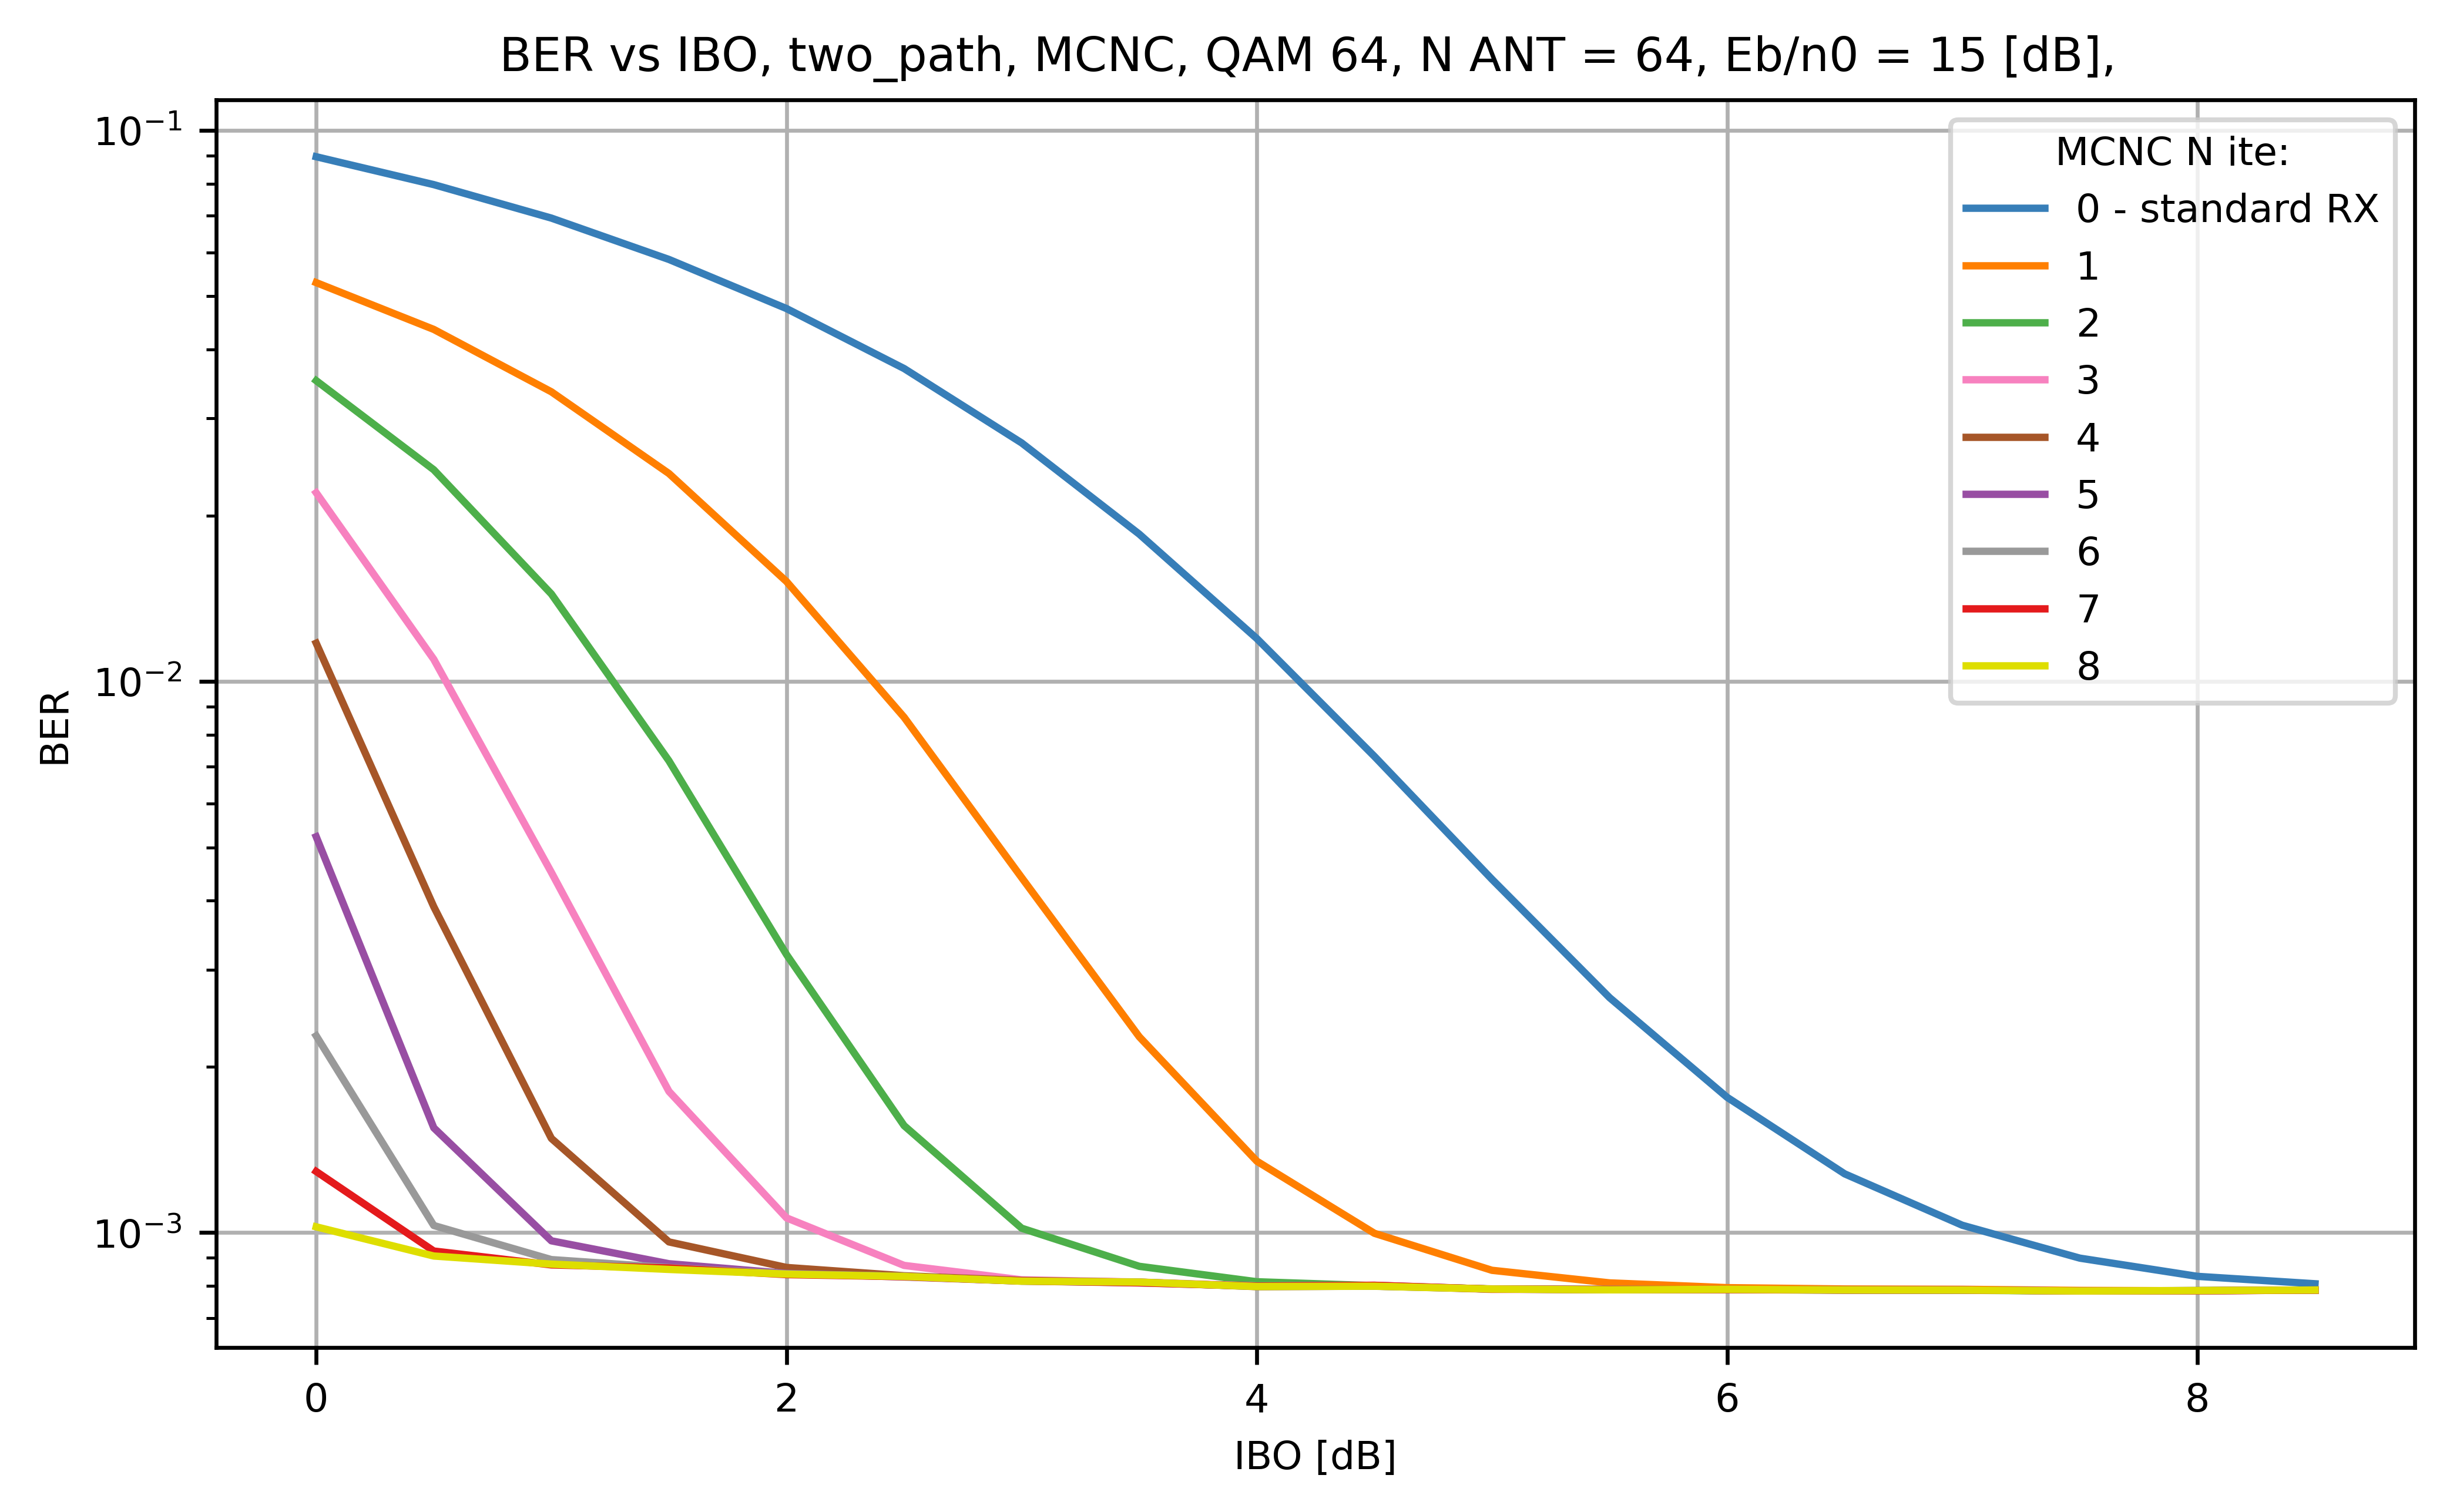 BER vs IBO, two_path, MCNC, QAM 64, N ANT = 64, Eb/n0 = 15 [dB],
10⁻¹
10⁻²
10⁻³
BER
MCNC N ite:
0 - standard RX
1
2
3
4
5
6
7
8
0 2 4 6 8
IBO [dB]